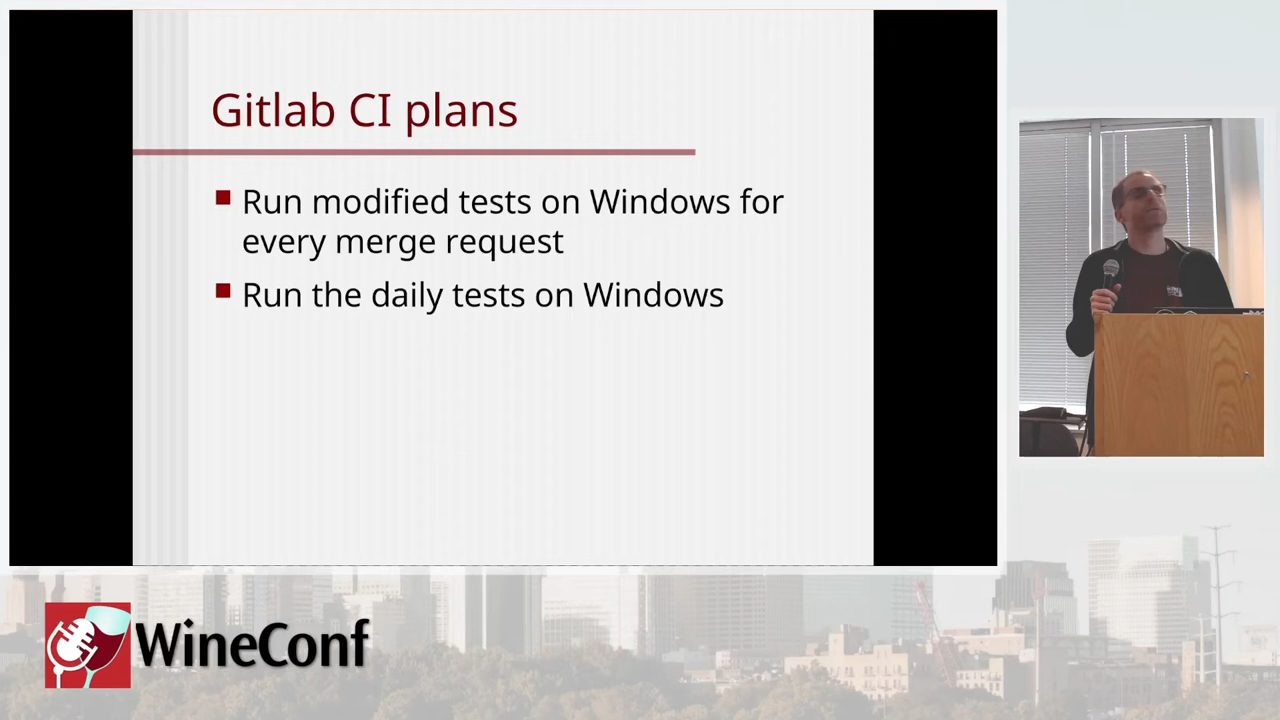 Gitlab CI plans
Run modified tests on Windows for
every merge request
Run the daily tests on Windows
WineConf